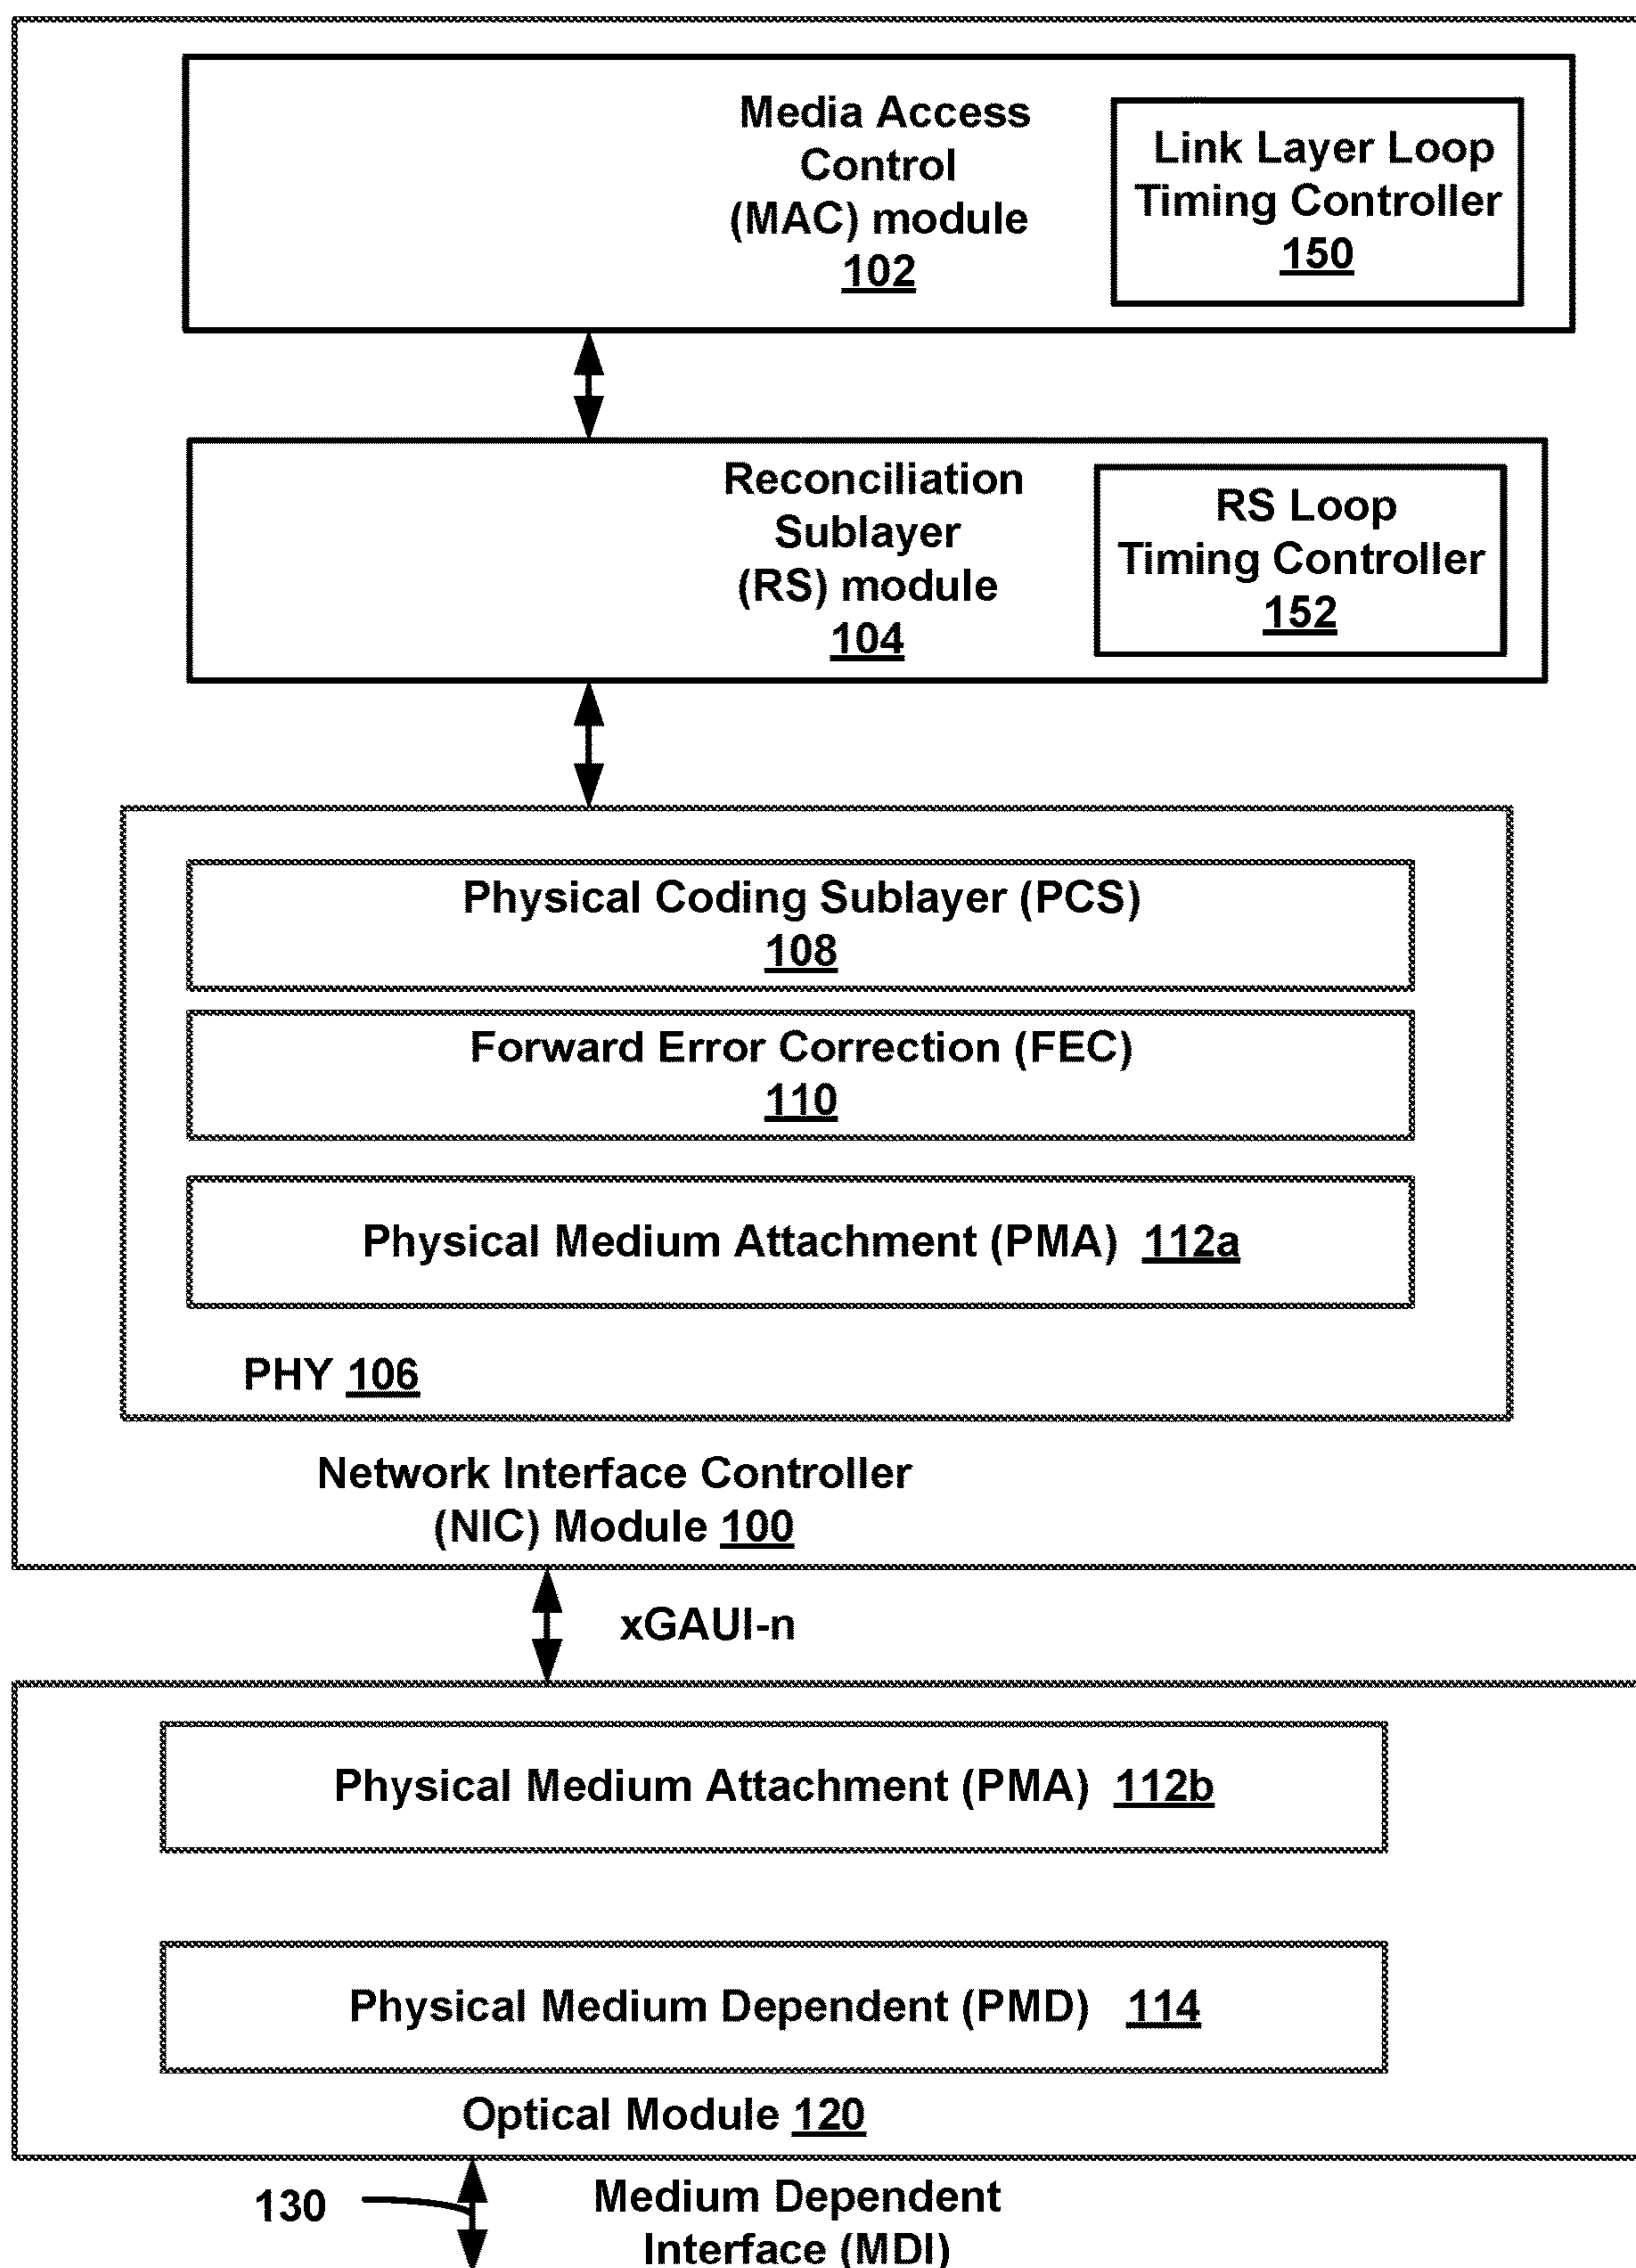 Media Access
Control
(MAC) module
102
Link Layer Loop
Timing Controller
150
Reconciliation
Sublayer
(RS) module
104
RS Loop
Timing Controller
152
Physical Coding Sublayer (PCS)
108
Forward Error Correction (FEC)
110
Physical Medium Attachment (PMA) 112a
PHY 106
Network Interface Controller
(NIC) Module 100
xGAUI-n
Physical Medium Attachment (PMA) 112b
Physical Medium Dependent (PMD) 114
Optical Module 120
130
Medium Dependent
Interface (MDI)